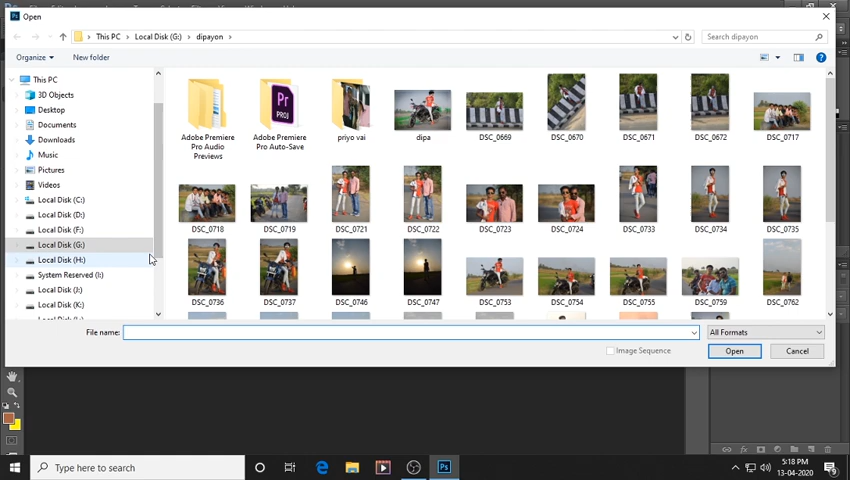 Open
This PC > Local Disk (G:) > dipayon >
Search dipayon
Organize
New folder
This PC
3D Objects
Desktop
Documents
Downloads
Music
Pictures
Videos
Local Disk (C:)
Local Disk (D:)
Local Disk (F:)
Local Disk (G:)
Local Disk (H:)
System Reserved (I:)
Local Disk (J:)
Local Disk (K:)
Adobe Premiere Pro Audio Previews
Adobe Premiere Pro Auto-Save
PROJ
priyo vai
dipa
DSC_0669
DSC_0670
DSC_0671
DSC_0672
DSC_0717
DSC_0718
DSC_0719
DSC_0721
DSC_0722
DSC_0723
DSC_0724
DSC_0733
DSC_0734
DSC_0735
DSC_0736
DSC_0737
DSC_0746
DSC_0747
DSC_0753
DSC_0754
DSC_0755
DSC_0759
DSC_0762
File name:
All Formats
Image Sequence
Open
Cancel
Type here to search
5:18 PM
13-04-2020